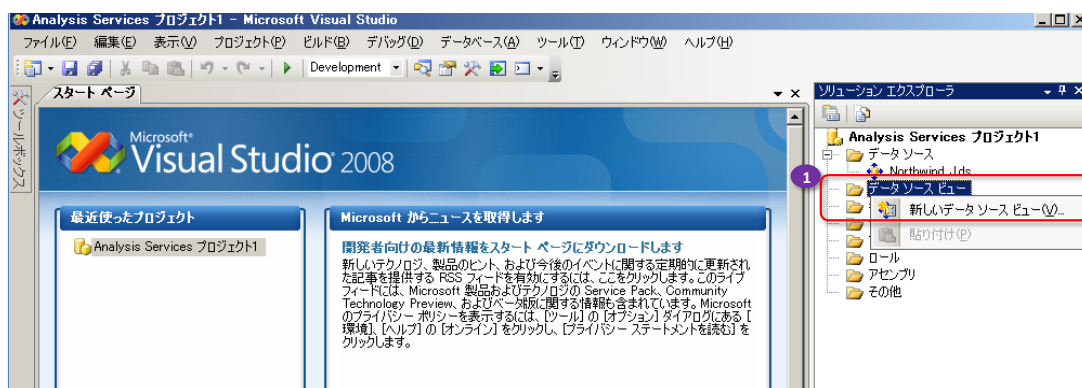 Analysis Services プロジェクト1 - Microsoft Visual Studio
ファイル(F) 編集(E) 表示(V) プロジェクト(P) ビルド(B) デバッグ(D) データベース(A) ツール(T) ウィンドウ(W) ヘルプ(H)
Development
ツールボックス
スタート ページ
Microsoft®
Visual Studio® 2008
最近使ったプロジェクト
Analysis Services プロジェクト1
Microsoft からニュースを取得します
開発者向けの最新情報をスタート ページにダウンロードします
新しいテクノロジ、製品のヒント、および今後のイベントに関する定期的に更新され
た記事を提供する RSS フィードを有効にするには、ここをクリックします。このライブ
フィードには、Microsoft 製品およびテクノロジの Service Pack、Community
Technology Preview、およびベータ版に関する情報も含まれています。Microsoft
のプライバシー ポリシーを表示するには、[ツール] の [オプション] ダイアログにある [
環境]、[ヘルプ] の [オンライン] をクリックし、[プライバシー ステートメントを読む] を
クリックします。
ソリューション エクスプローラ
Analysis Services プロジェクト1
データ ソース
Northwind J.ds
1
データ ソース ビュー
新しいデータ ソース ビュー(V)...
貼り付け(P)
ロール
アセンブリ
その他